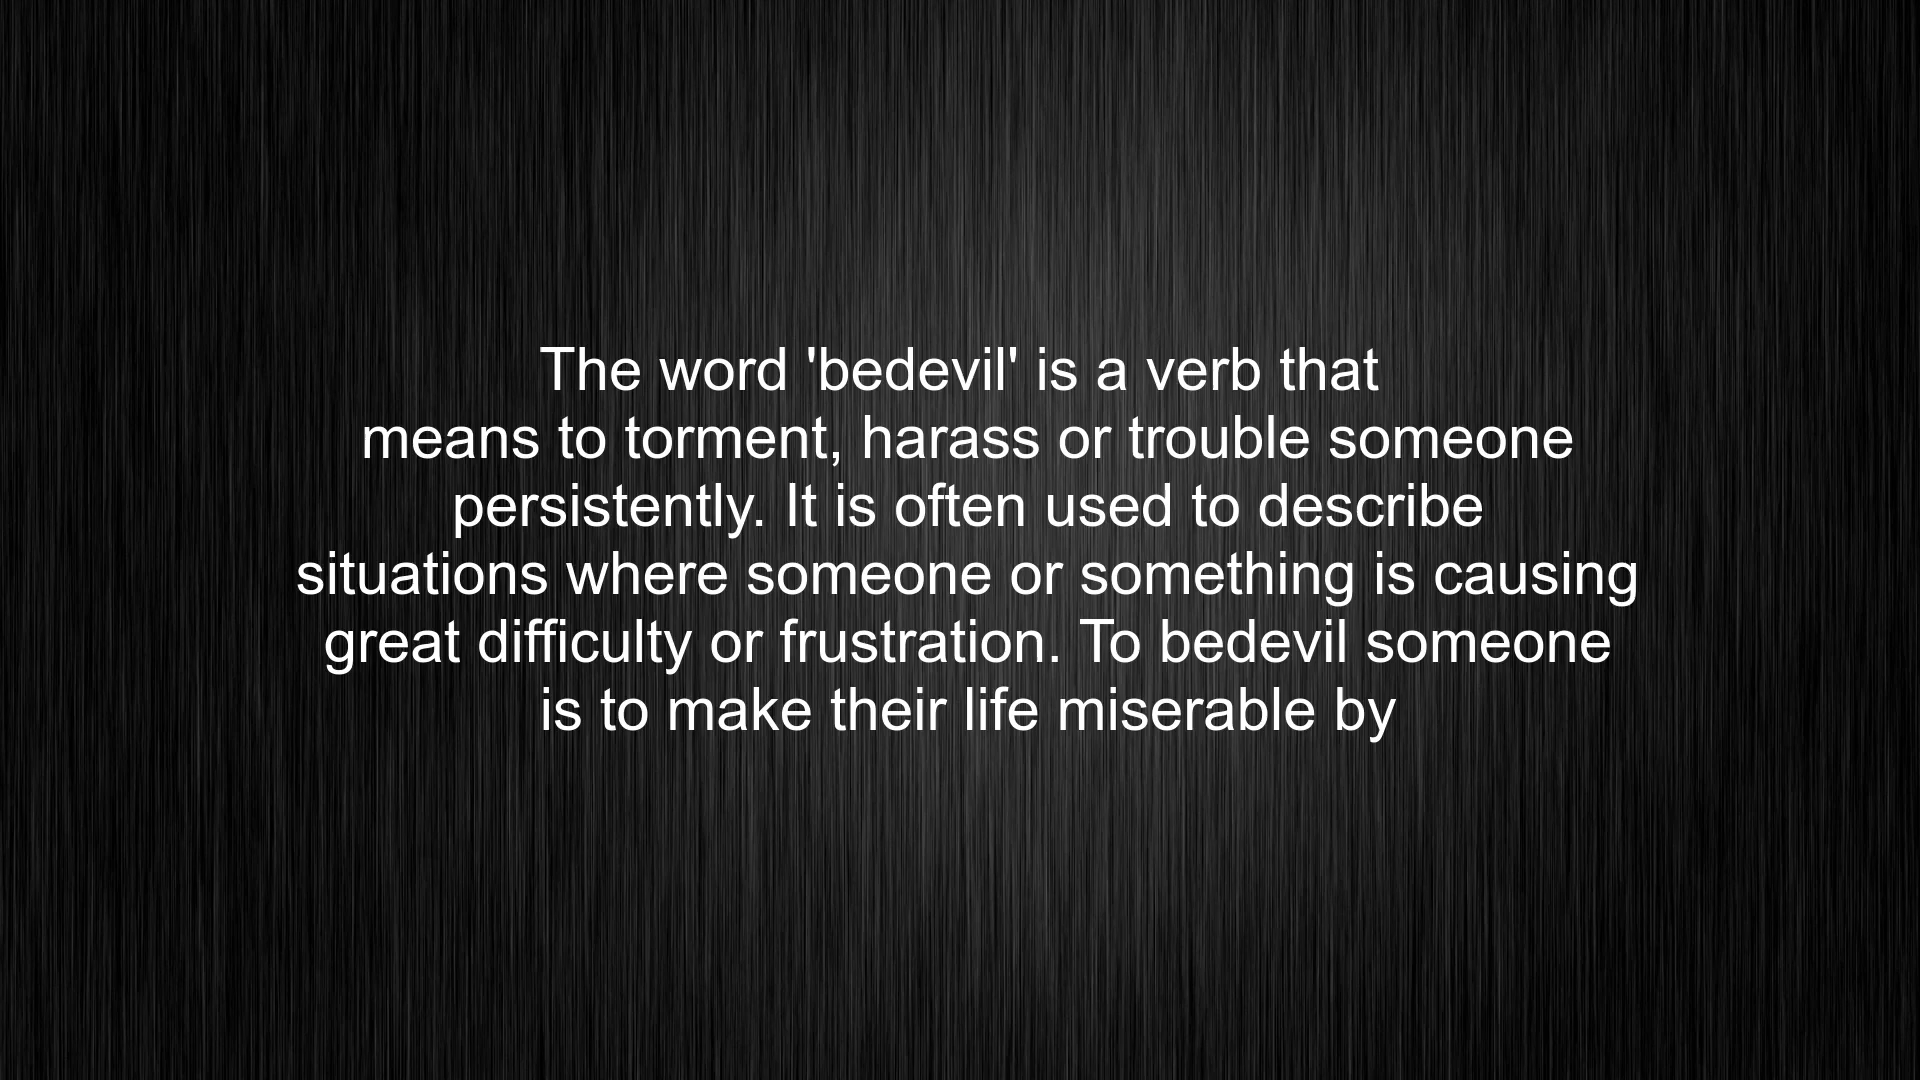 The word 'bedevil' is a verb that
means to torment, harass or trouble someone
persistently. It is often used to describe
situations where someone or something is causing
great difficulty or frustration. To bedevil someone
is to make their life miserable by